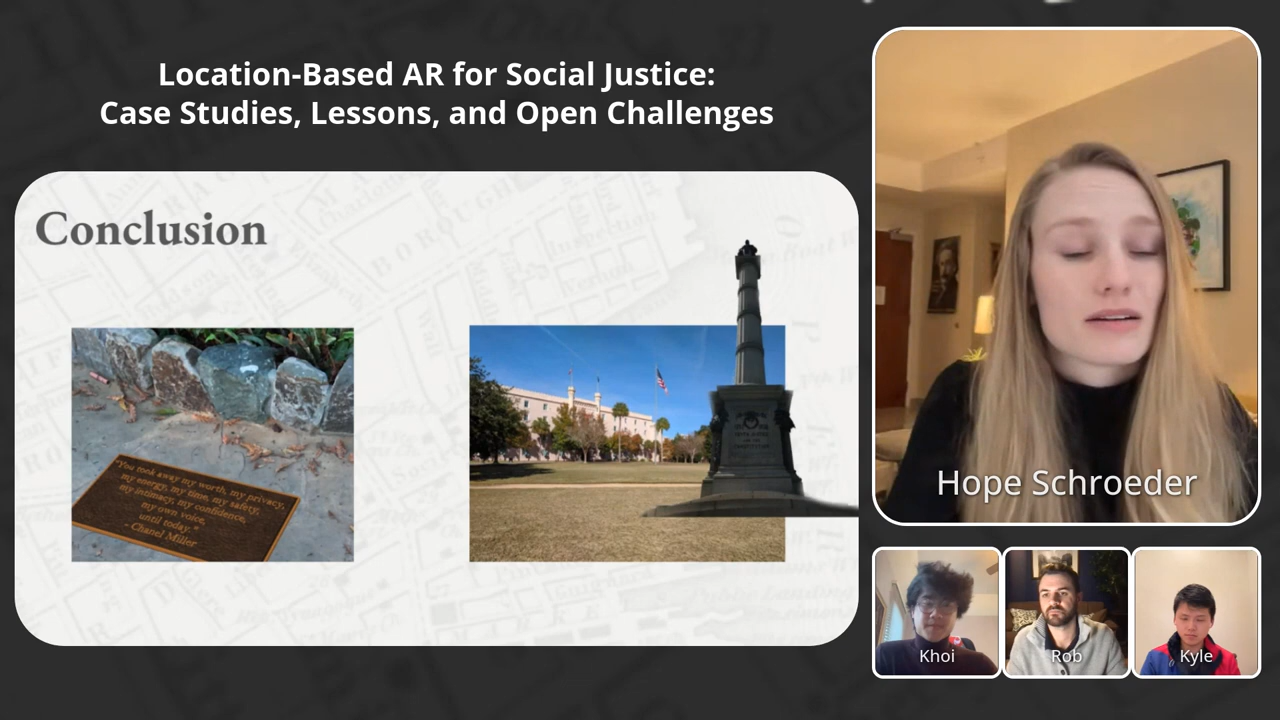 Location-Based AR for Social Justice:
Case Studies, Lessons, and Open Challenges
Conclusion
"You took away my worth, my privacy,
my energy, my time, my safety,
my intimacy, my confidence,
my own voice,
until today."
- Chanel Miller
Hope Schroeder
Khoi
Rob
Kyle